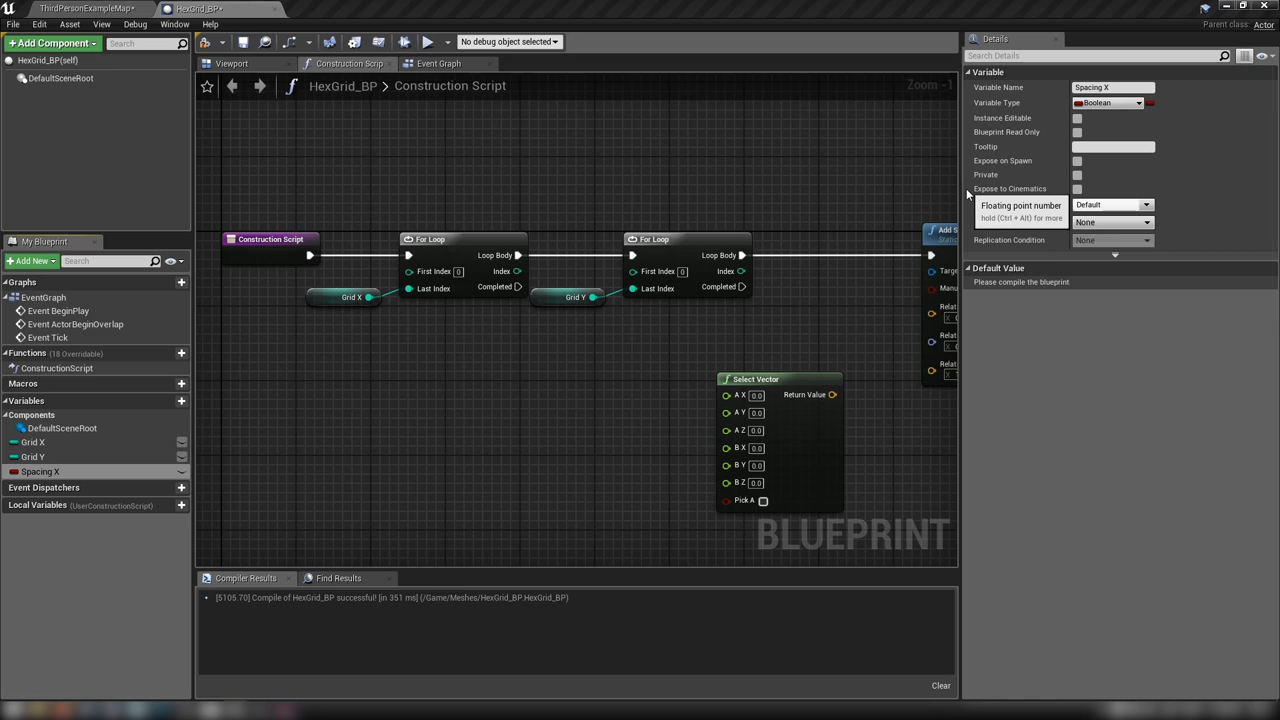 ThirdPersonExampleMap*
HexGrid_BP*
File Edit Asset View Debug Window Help
Parent class: Actor
+ Add Component
Search
HexGrid_BP(self)
DefaultSceneRoot
No debug object selected
Viewport
Construction Scrip
Event Graph
HexGrid_BP > Construction Script
Zoom -1
My Blueprint
+ Add New
Search
Graphs
EventGraph
Event BeginPlay
Event ActorBeginOverlap
Event Tick
Functions (18 Overridable)
ConstructionScript
Macros
Variables
Components
DefaultSceneRoot
Grid X
Grid Y
Spacing X
Event Dispatchers
Local Variables (UserConstructionScript)
Construction Script
For Loop
Loop Body
First Index 0
Index
Last Index
Completed
Grid X
For Loop
Loop Body
First Index 0
Index
Last Index
Completed
Grid Y
Add S
Targe
Manu
Relat
X
Relat
X
Relat
X
Select Vector
A X 0.0
Return Value
A Y 0.0
A Z 0.0
B X 0.0
B Y 0.0
B Z 0.0
Pick A
BLUEPRINT
Compiler Results
Find Results
[5105.70] Compile of HexGrid_BP successful! [in 351 ms] (/Game/Meshes/HexGrid_BP.HexGrid_BP)
Clear
Details
Search Details
Variable
Variable Name Spacing X
Variable Type Boolean
Instance Editable
Blueprint Read Only
Tooltip
Expose on Spawn
Private
Expose to Cinematics
Floating point number
hold (Ctrl + Alt) for more
Default
None
Replication Condition None
Default Value
Please compile the blueprint